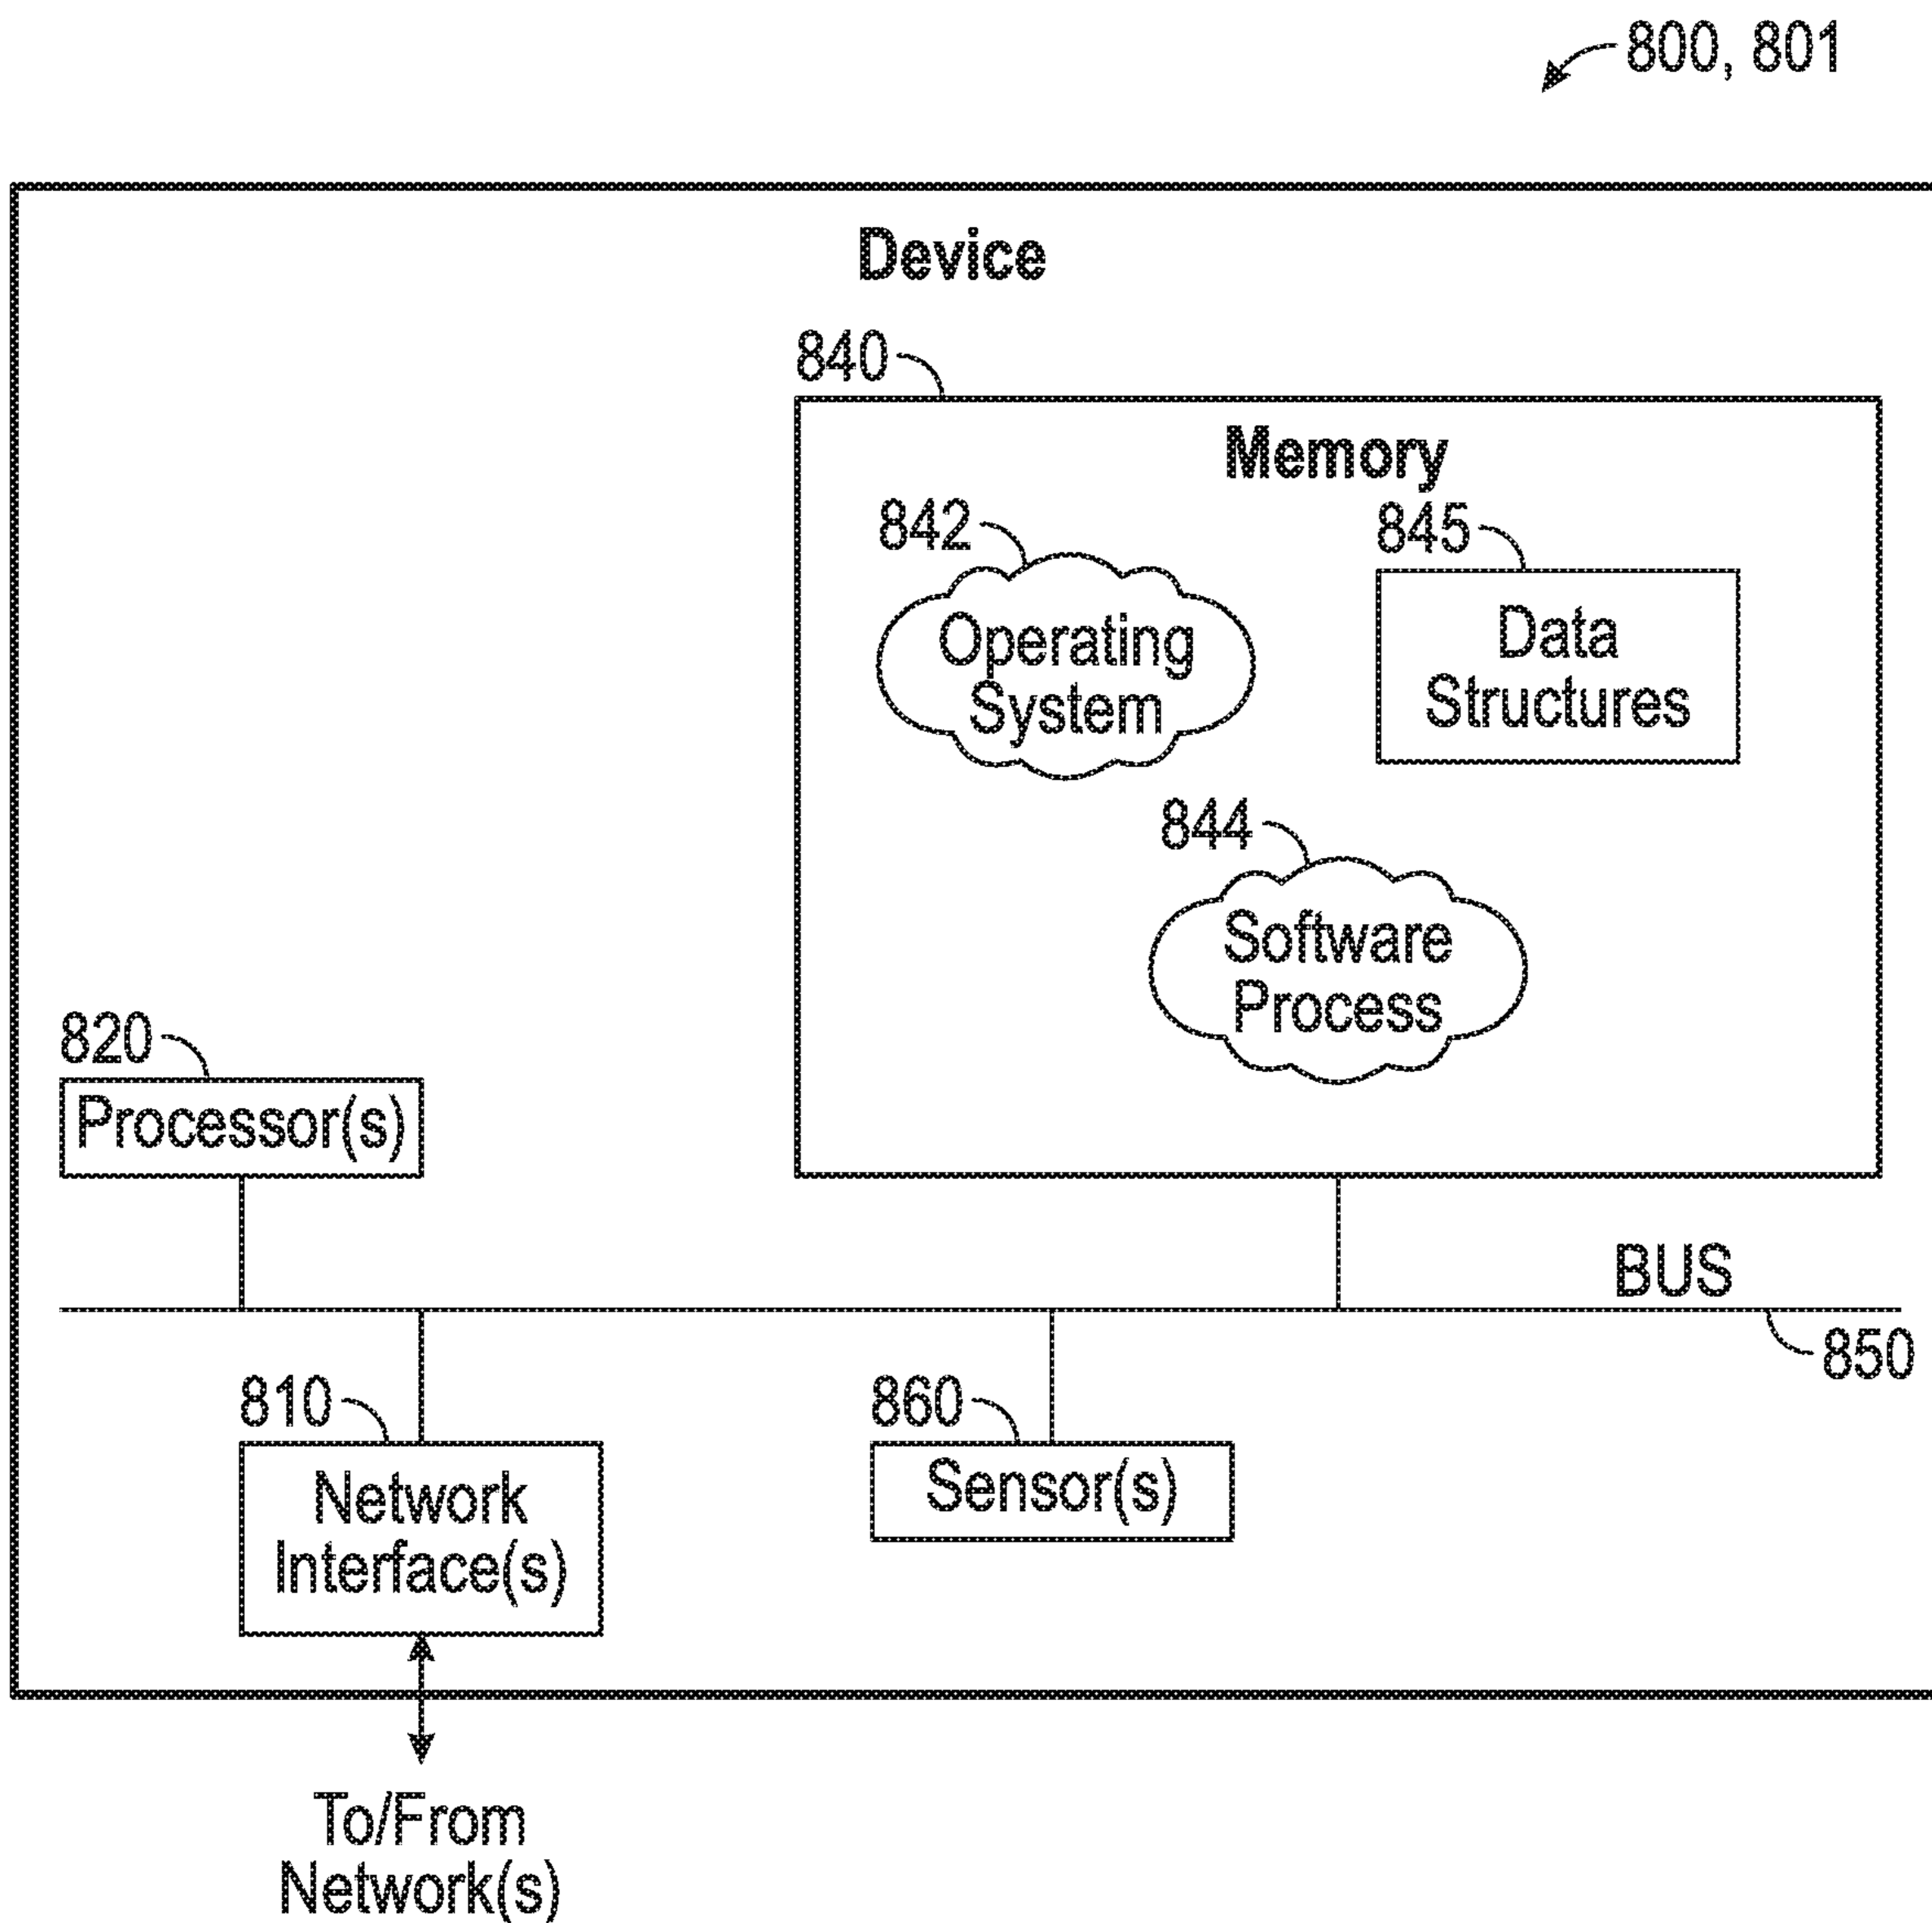 800, 801
Device
840
Memory
842
845
Operating
System
Data
Structures
844
Software
Process
820
Processor(s)
BUS
850
810
860
Network
Interface(s)
Sensor(s)
To/From
Network(s)